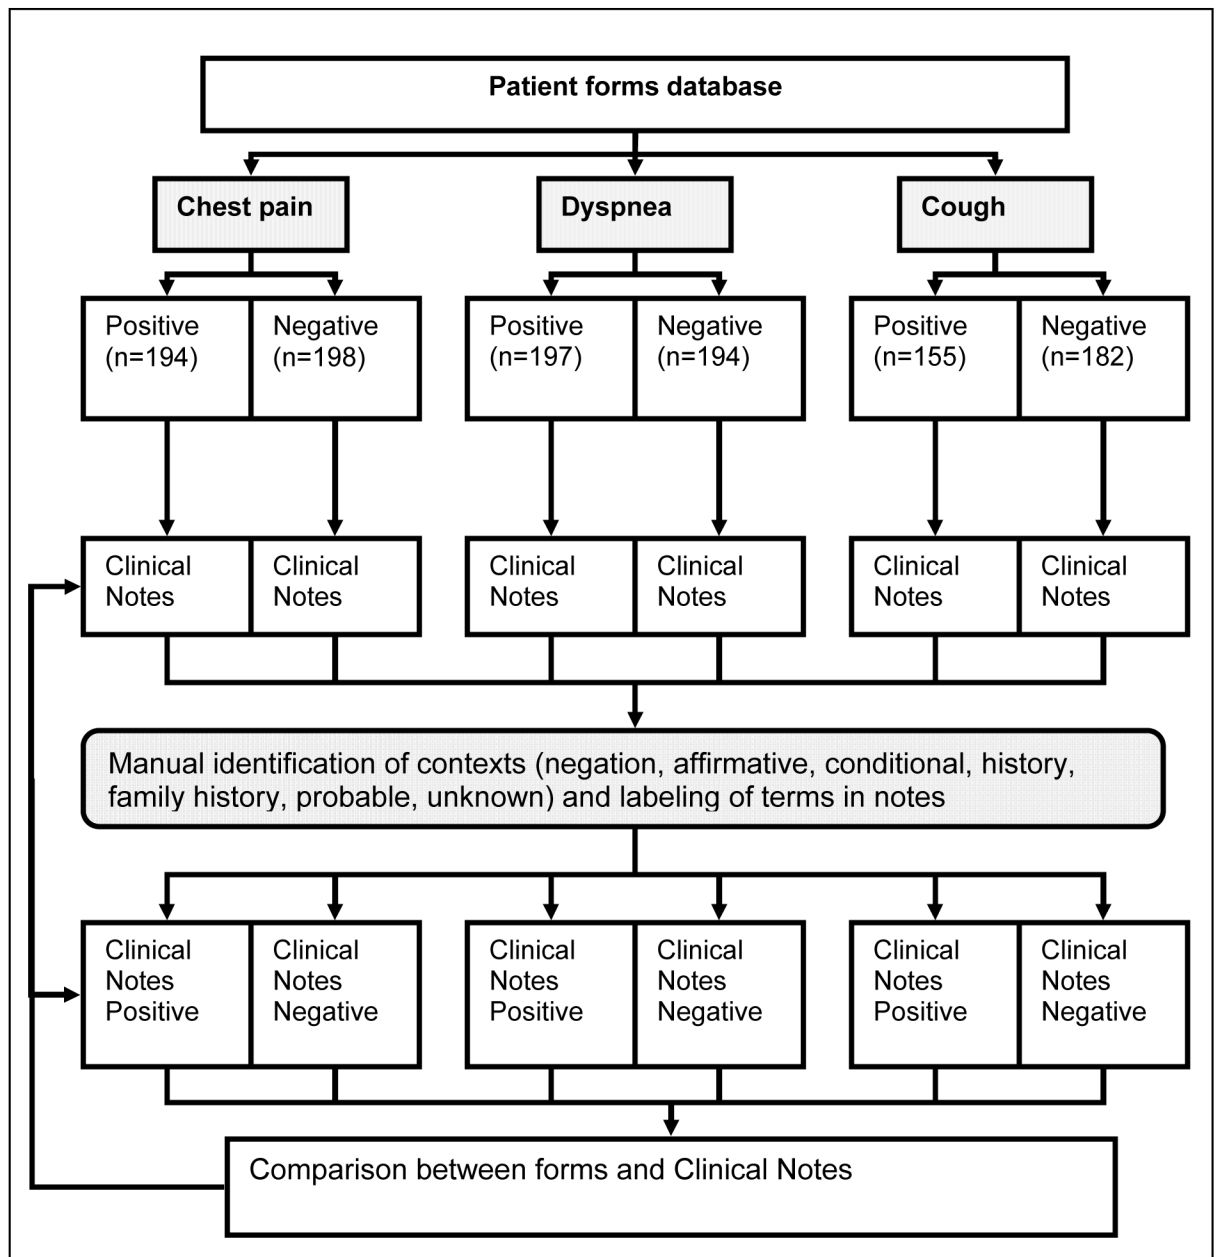 Patient forms database
Chest pain
Dyspnea
Cough
Positive
(n=194)
Negative
(n=198)
Positive
(n=197)
Negative
(n=194)
Positive
(n=155)
Negative
(n=182)
Clinical
Notes
Clinical
Notes
Clinical
Notes
Clinical
Notes
Clinical
Notes
Clinical
Notes
Manual identification of contexts (negation, affirmative, conditional, history,
family history, probable, unknown) and labeling of terms in notes
Clinical
Notes
Positive
Clinical
Notes
Negative
Clinical
Notes
Positive
Clinical
Notes
Negative
Clinical
Notes
Positive
Clinical
Notes
Negative
Comparison between forms and Clinical Notes